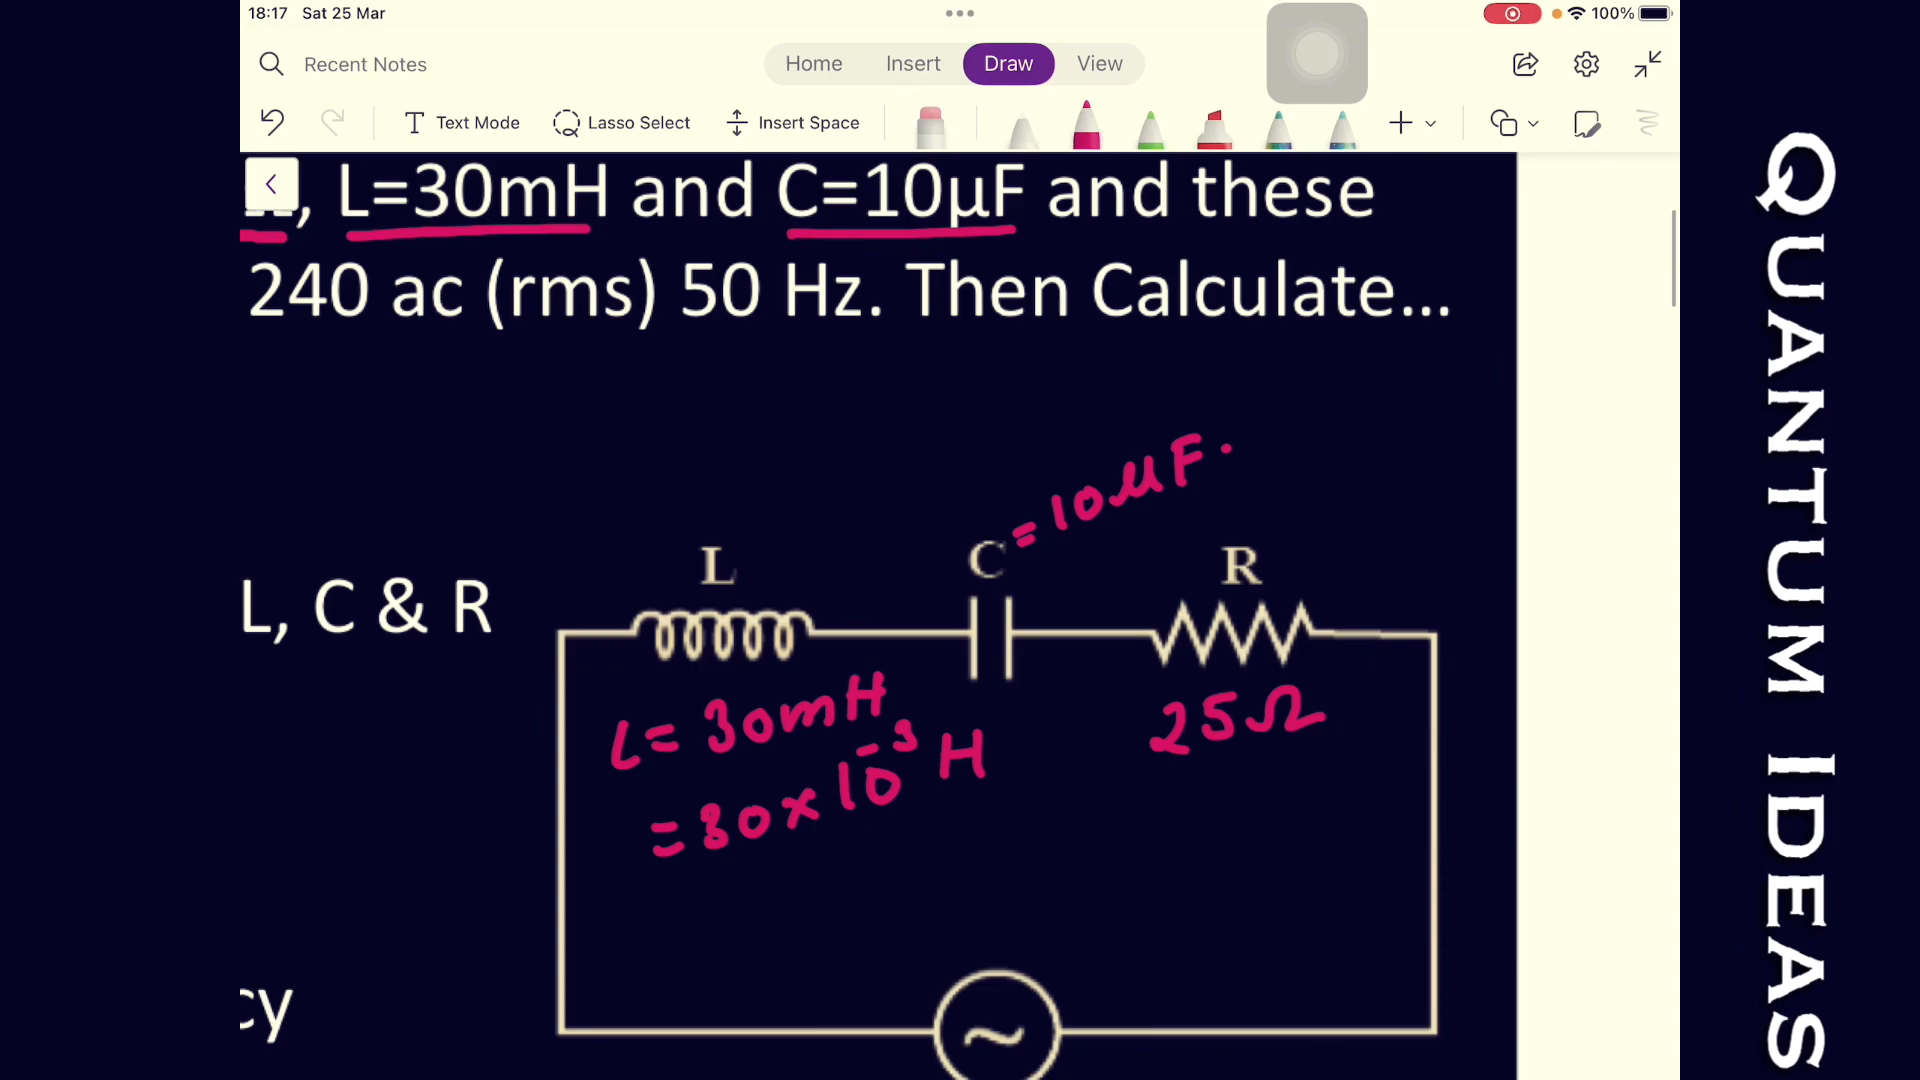 18:17 Sat 25 Mar
100%
Recent Notes
Home Insert Draw View
Text Mode Lasso Select Insert Space
, L=30mH and C=10µF and these
240 ac (rms) 50 Hz. Then Calculate...
= 10µF.
L C R
L, C & R
L = 30mH
25Ω
= 30 × 10⁻³ H
cy
QUANTUM IDEAS